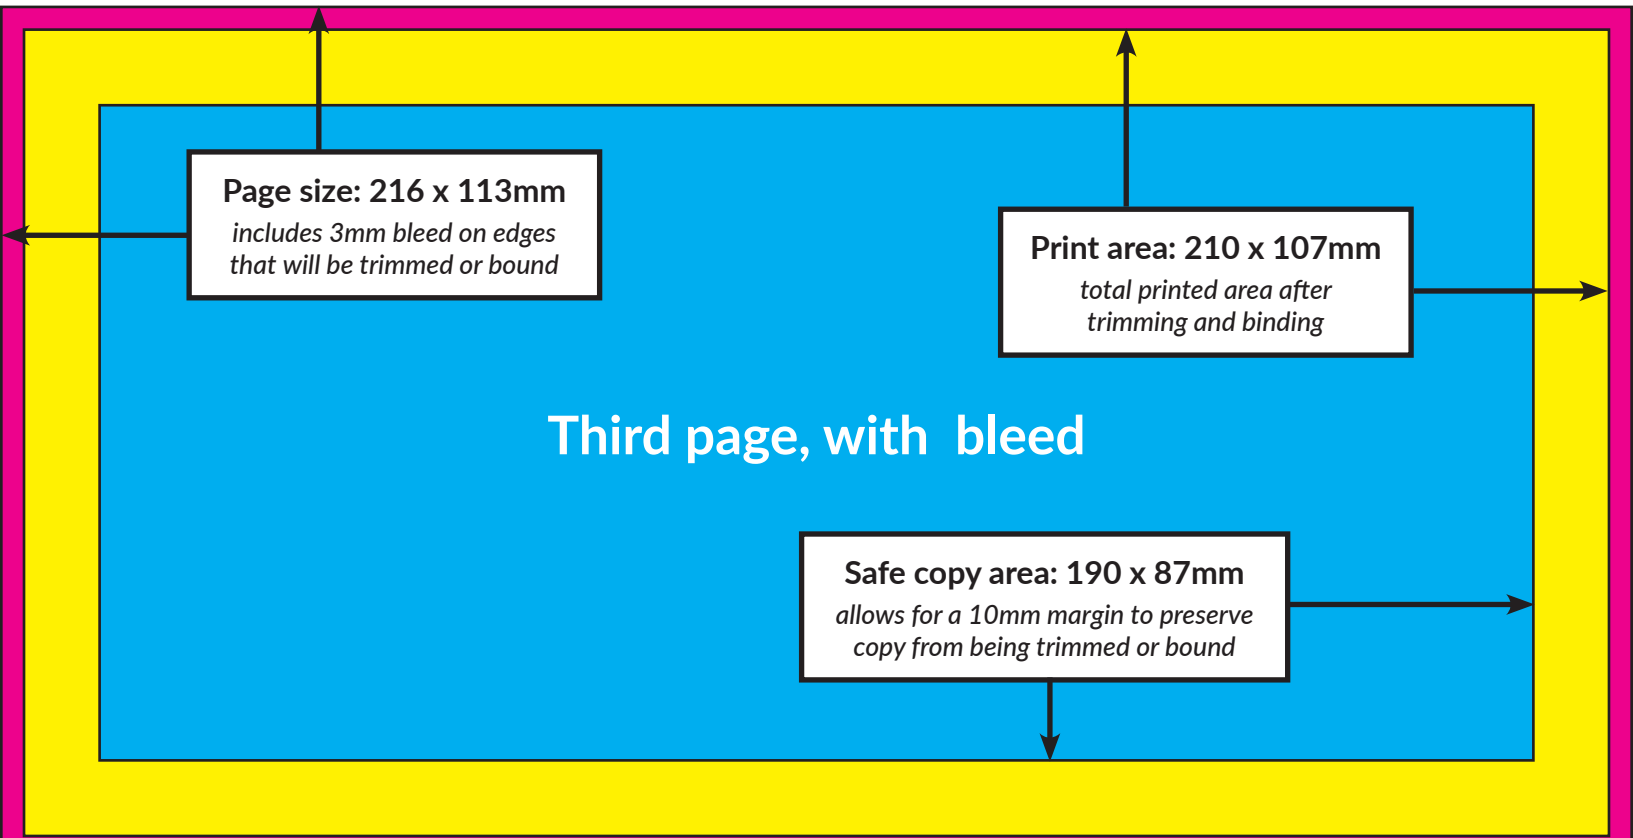 Page size: 216 x 113mm
includes 3mm bleed on edges
that will be trimmed or bound
Print area: 210 x 107mm
total printed area after
trimming and binding
Third page, with  bleed
Safe copy area: 190 x 87mm
allows for a 10mm margin to preserve
copy from being trimmed or bound